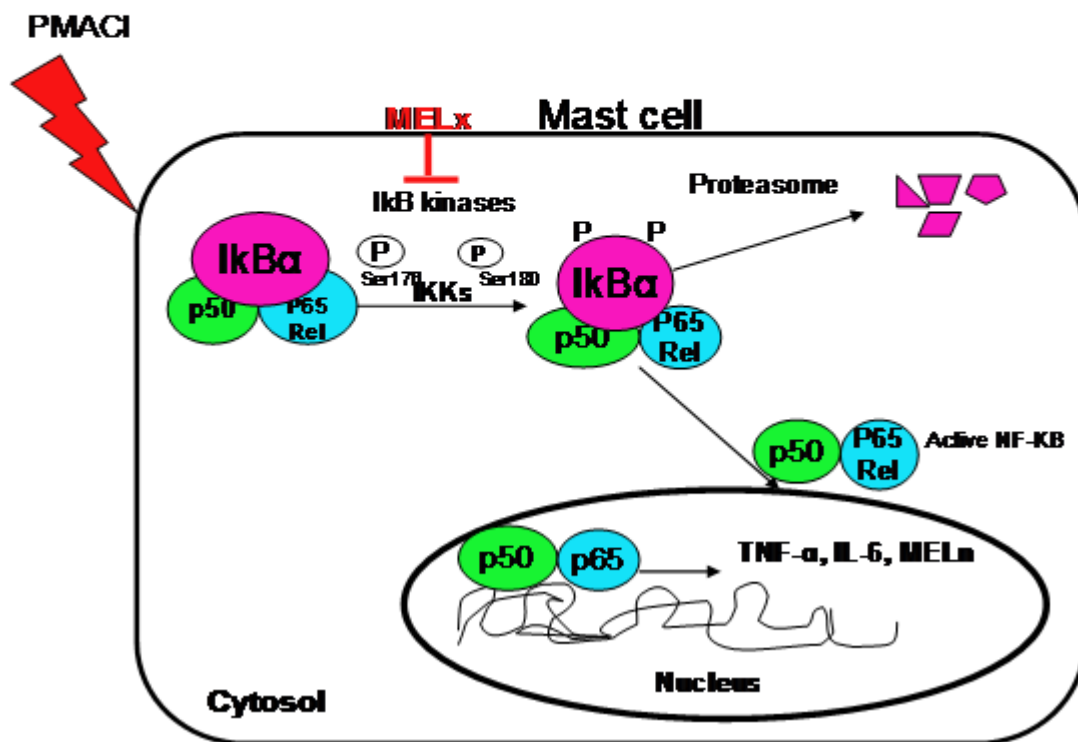 PMACI
MELx
Mast cell
IkB kinases
Proteasome
P
Ser178
P
Ser180
IKKs
IkBα
p50
P65
Rel
P P
IkBα
p50
P65
Rel
p50
P65
Rel
Active NF-KB
p50
p65
TNF-α, IL-6, MELn
Nucleus
Cytosol